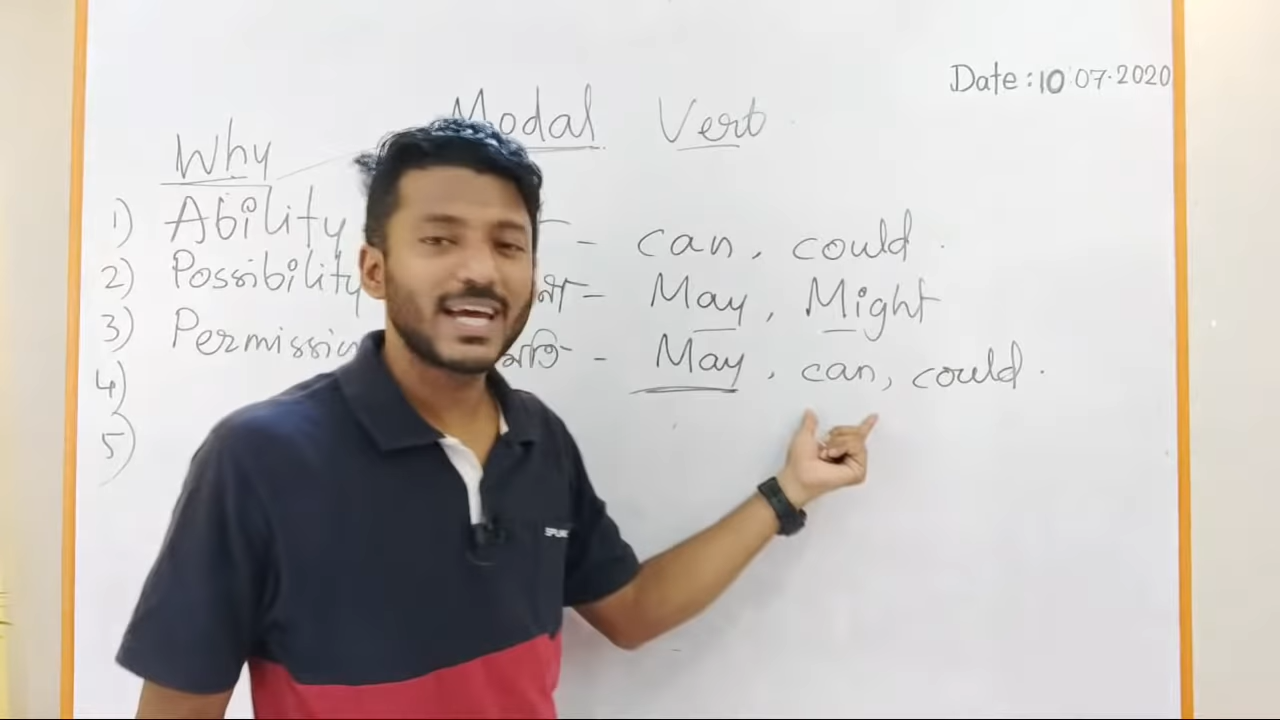 Date: 10 07.2020
Modal Verb
Why
1) Ability - can, could.
2) Possibility - May, Might
3) Permission - May, can, could.
4)
5)